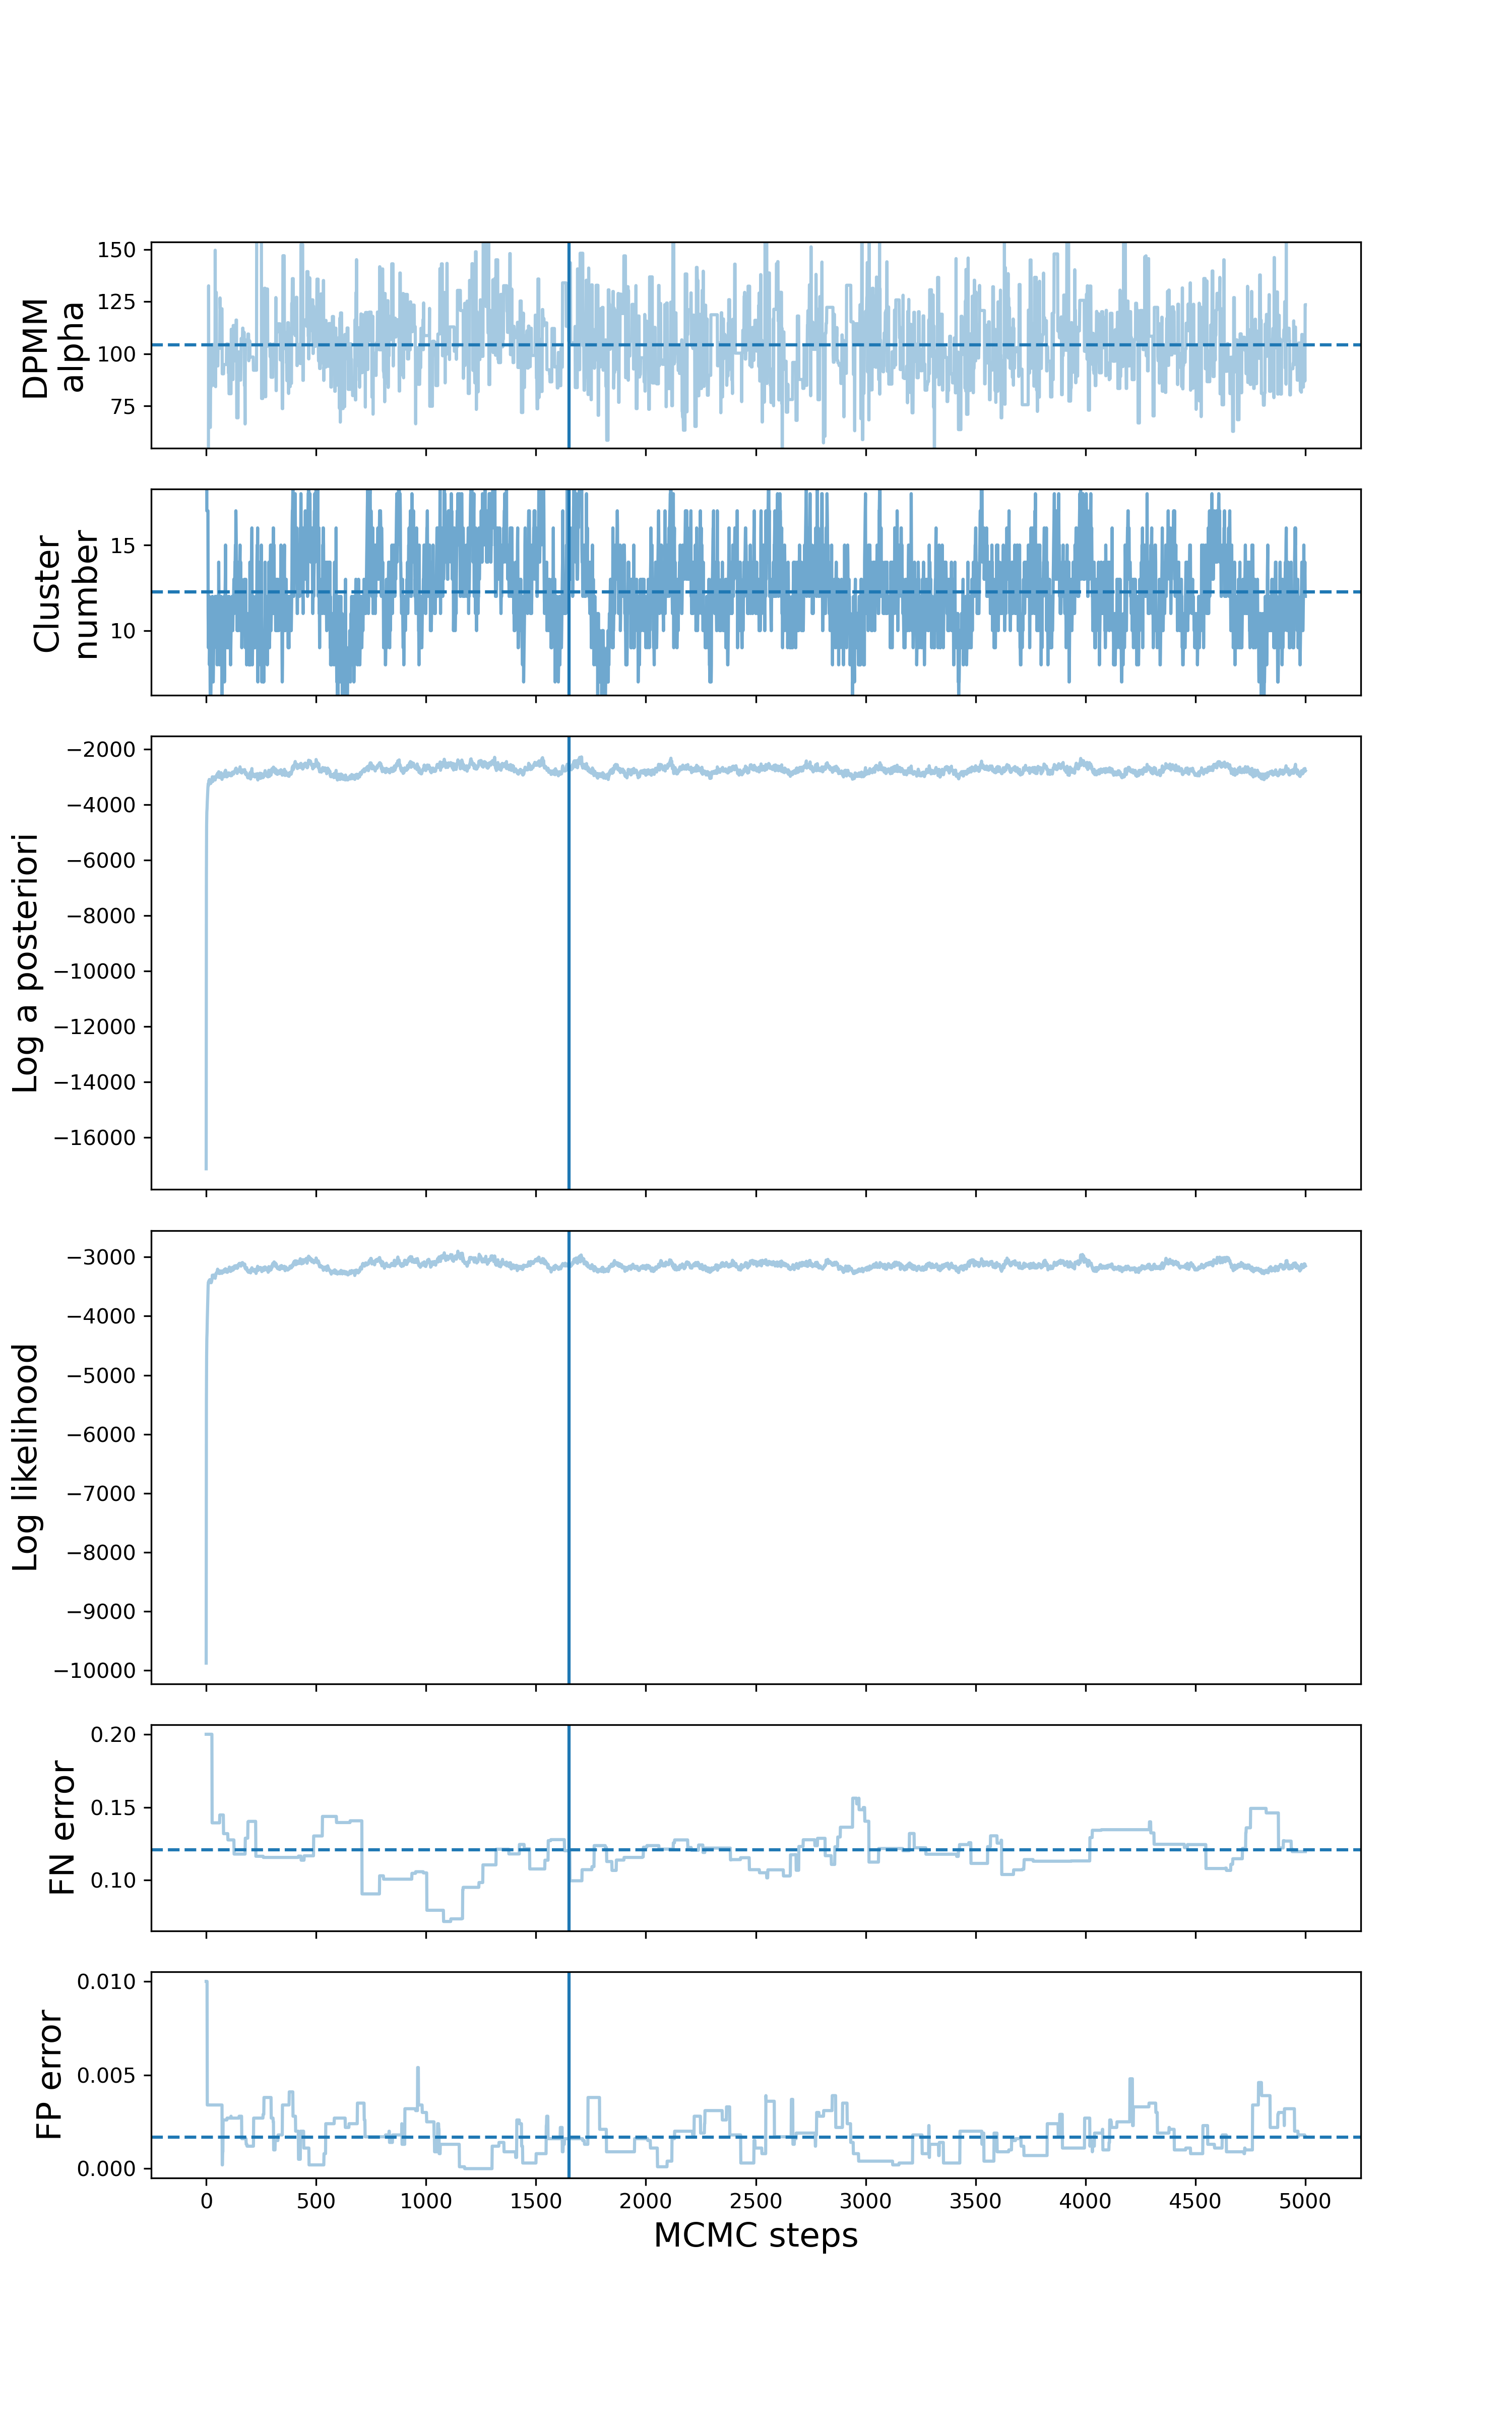 DPMM
alpha
150
125
100
75
Cluster
number
15
10
Log a posteriori
−2000
−4000
−6000
−8000
−10000
−12000
−14000
−16000
Log likelihood
−3000
−4000
−5000
−6000
−7000
−8000
−9000
−10000
FN error
0.20
0.15
0.10
FP error
0.010
0.005
0.000
0 500 1000 1500 2000 2500 3000 3500 4000 4500 5000
MCMC steps